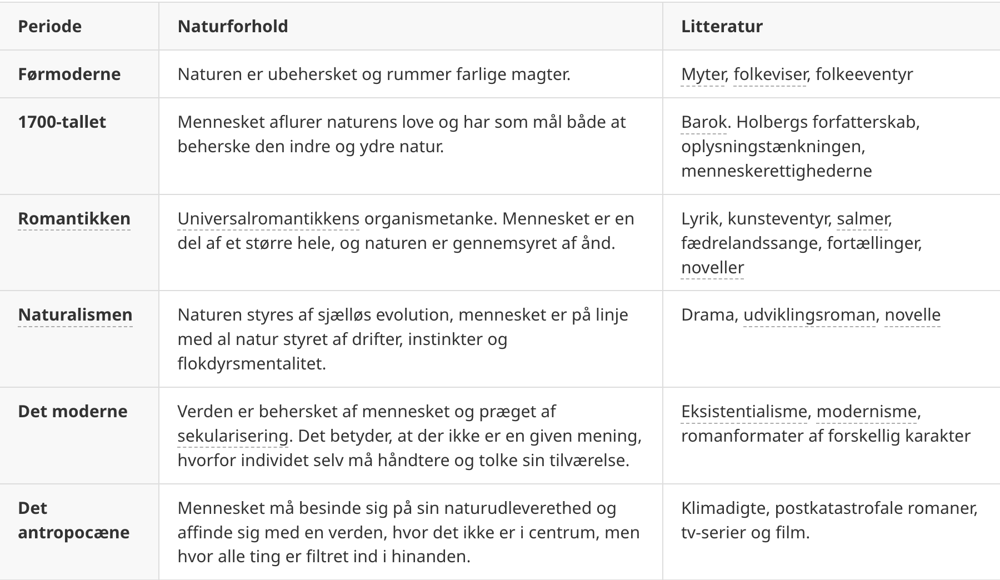 Periode
Naturforhold
Litteratur
Førmoderne
Naturen er ubehersket og rummer farlige magter.
Myter, folkeviser, folkeeventyr
1700-tallet
Mennesket aflurer naturens love og har som mål både at
beherske den indre og ydre natur.
Barok. Holbergs forfatterskab,
oplysningstænkningen,
menneskerettighederne
Romantikken
Universalromantikkens organismetanke. Mennesket er en
del af et større hele, og naturen er gennemsyret af ånd.
Lyrik, kunsteventyr, salmer,
fædrelandssange, fortællinger,
noveller
Naturalismen
Naturen styres af sjælløs evolution, mennesket er på linje
med al natur styret af drifter, instinkter og
flokdyrsmentalitet.
Drama, udviklingsroman, novelle
Det moderne
Verden er behersket af mennesket og præget af
sekularisering. Det betyder, at der ikke er en given mening,
hvorfor individet selv må håndtere og tolke sin tilværelse.
Eksistentialisme, modernisme,
romanformater af forskellig karakter
Det
antropocæne
Mennesket må besinde sig på sin naturudleverethed og
affinde sig med en verden, hvor det ikke er i centrum, men
hvor alle ting er filtret ind i hinanden.
Klimadigte, postkatastrofale romaner,
tv-serier og film.